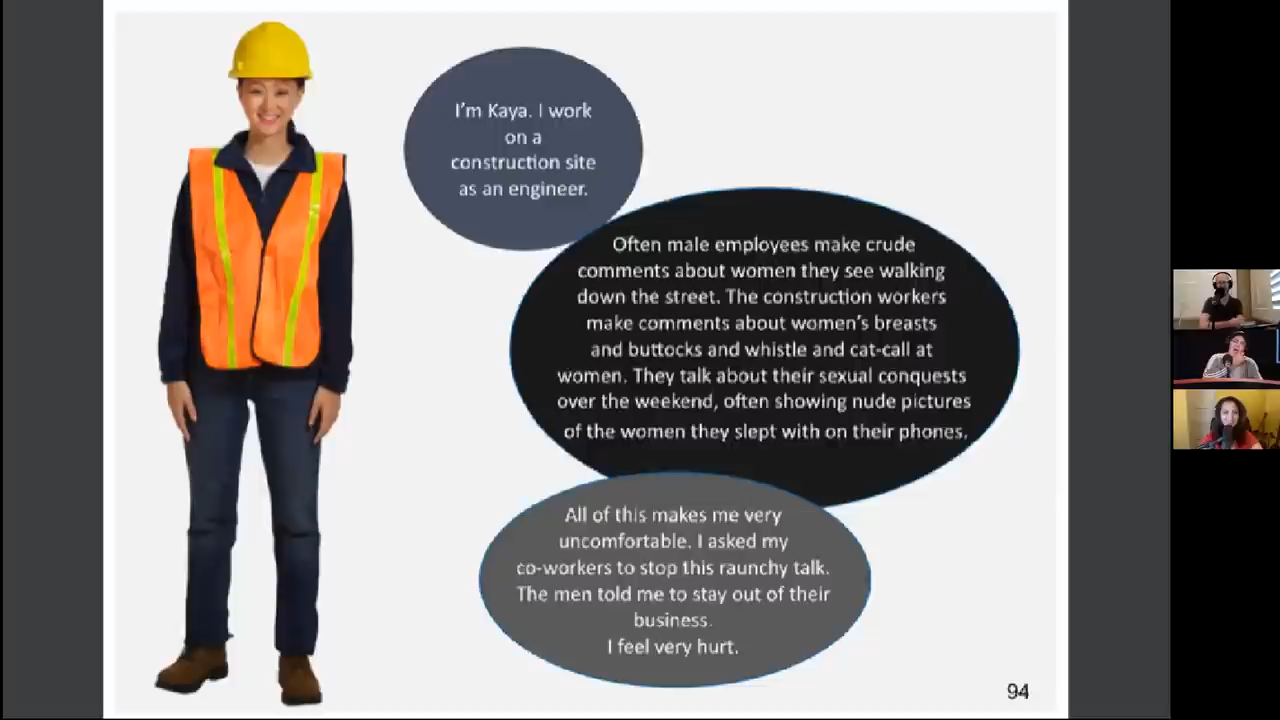 I'm Kaya. I work
on a
construction site
as an engineer.
Often male employees make crude
comments about women they see walking
down the street. The construction workers
make comments about women's breasts
and buttocks and whistle and cat-call at
women. They talk about their sexual conquests
over the weekend, often showing nude pictures
of the women they slept with on their phones.
All of this makes me very
uncomfortable. I asked my
co-workers to stop this raunchy talk.
The men told me to stay out of their
business.
I feel very hurt.
94